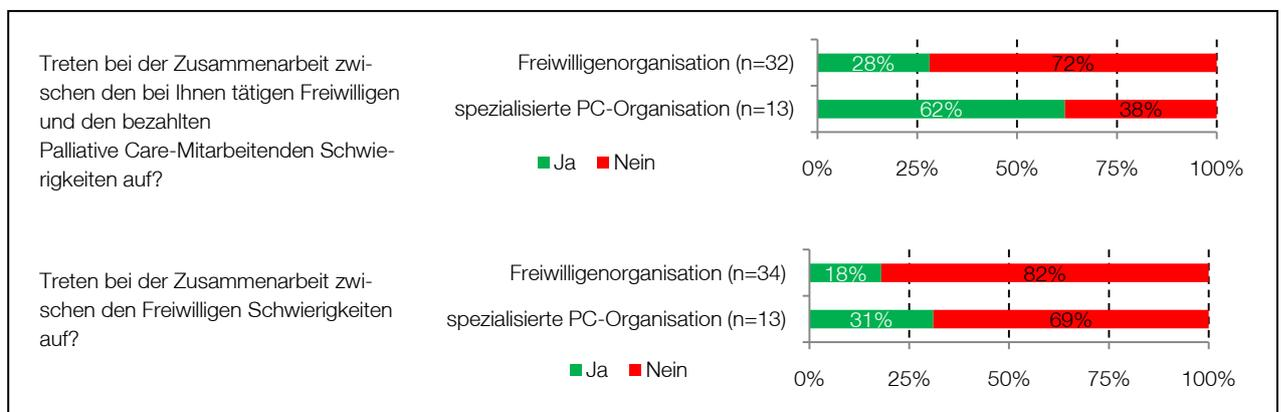 Treten bei der Zusammenarbeit zwi-
schen den bei Ihnen tätigen Freiwilligen
und den bezahlten
Palliative Care-Mitarbeitenden Schwie-
rigkeiten auf?
Freiwilligenorganisation (n=32)
28% 72%
spezialisierte PC-Organisation (n=13)
62% 38%
Ja Nein
0% 25% 50% 75% 100%
Treten bei der Zusammenarbeit zwi-
schen den Freiwilligen Schwierigkeiten
auf?
Freiwilligenorganisation (n=34)
18% 82%
spezialisierte PC-Organisation (n=13)
31% 69%
Ja Nein
0% 25% 50% 75% 100%